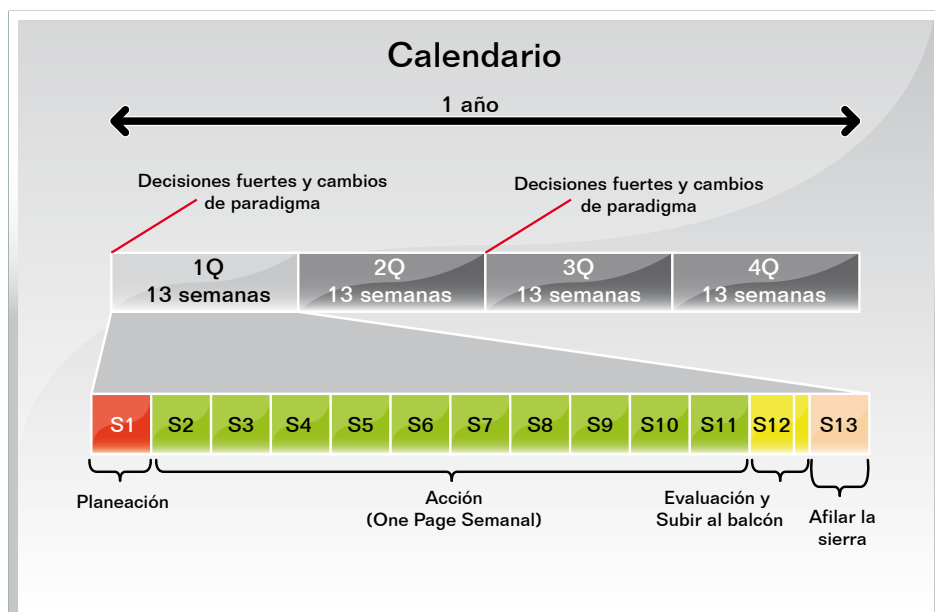 Calendario
1 año
Decisiones fuertes y cambios
de paradigma
Decisiones fuertes y cambios
de paradigma
1Q
13 semanas
2Q
13 semanas
3Q
13 semanas
4Q
13 semanas
S1
S2
S3
S4
S5
S6
S7
S8
S9
S10
S11
S12
S13
Planeación
Acción
(One Page Semanal)
Evaluación y
Subir al balcón
Afilar la
sierra